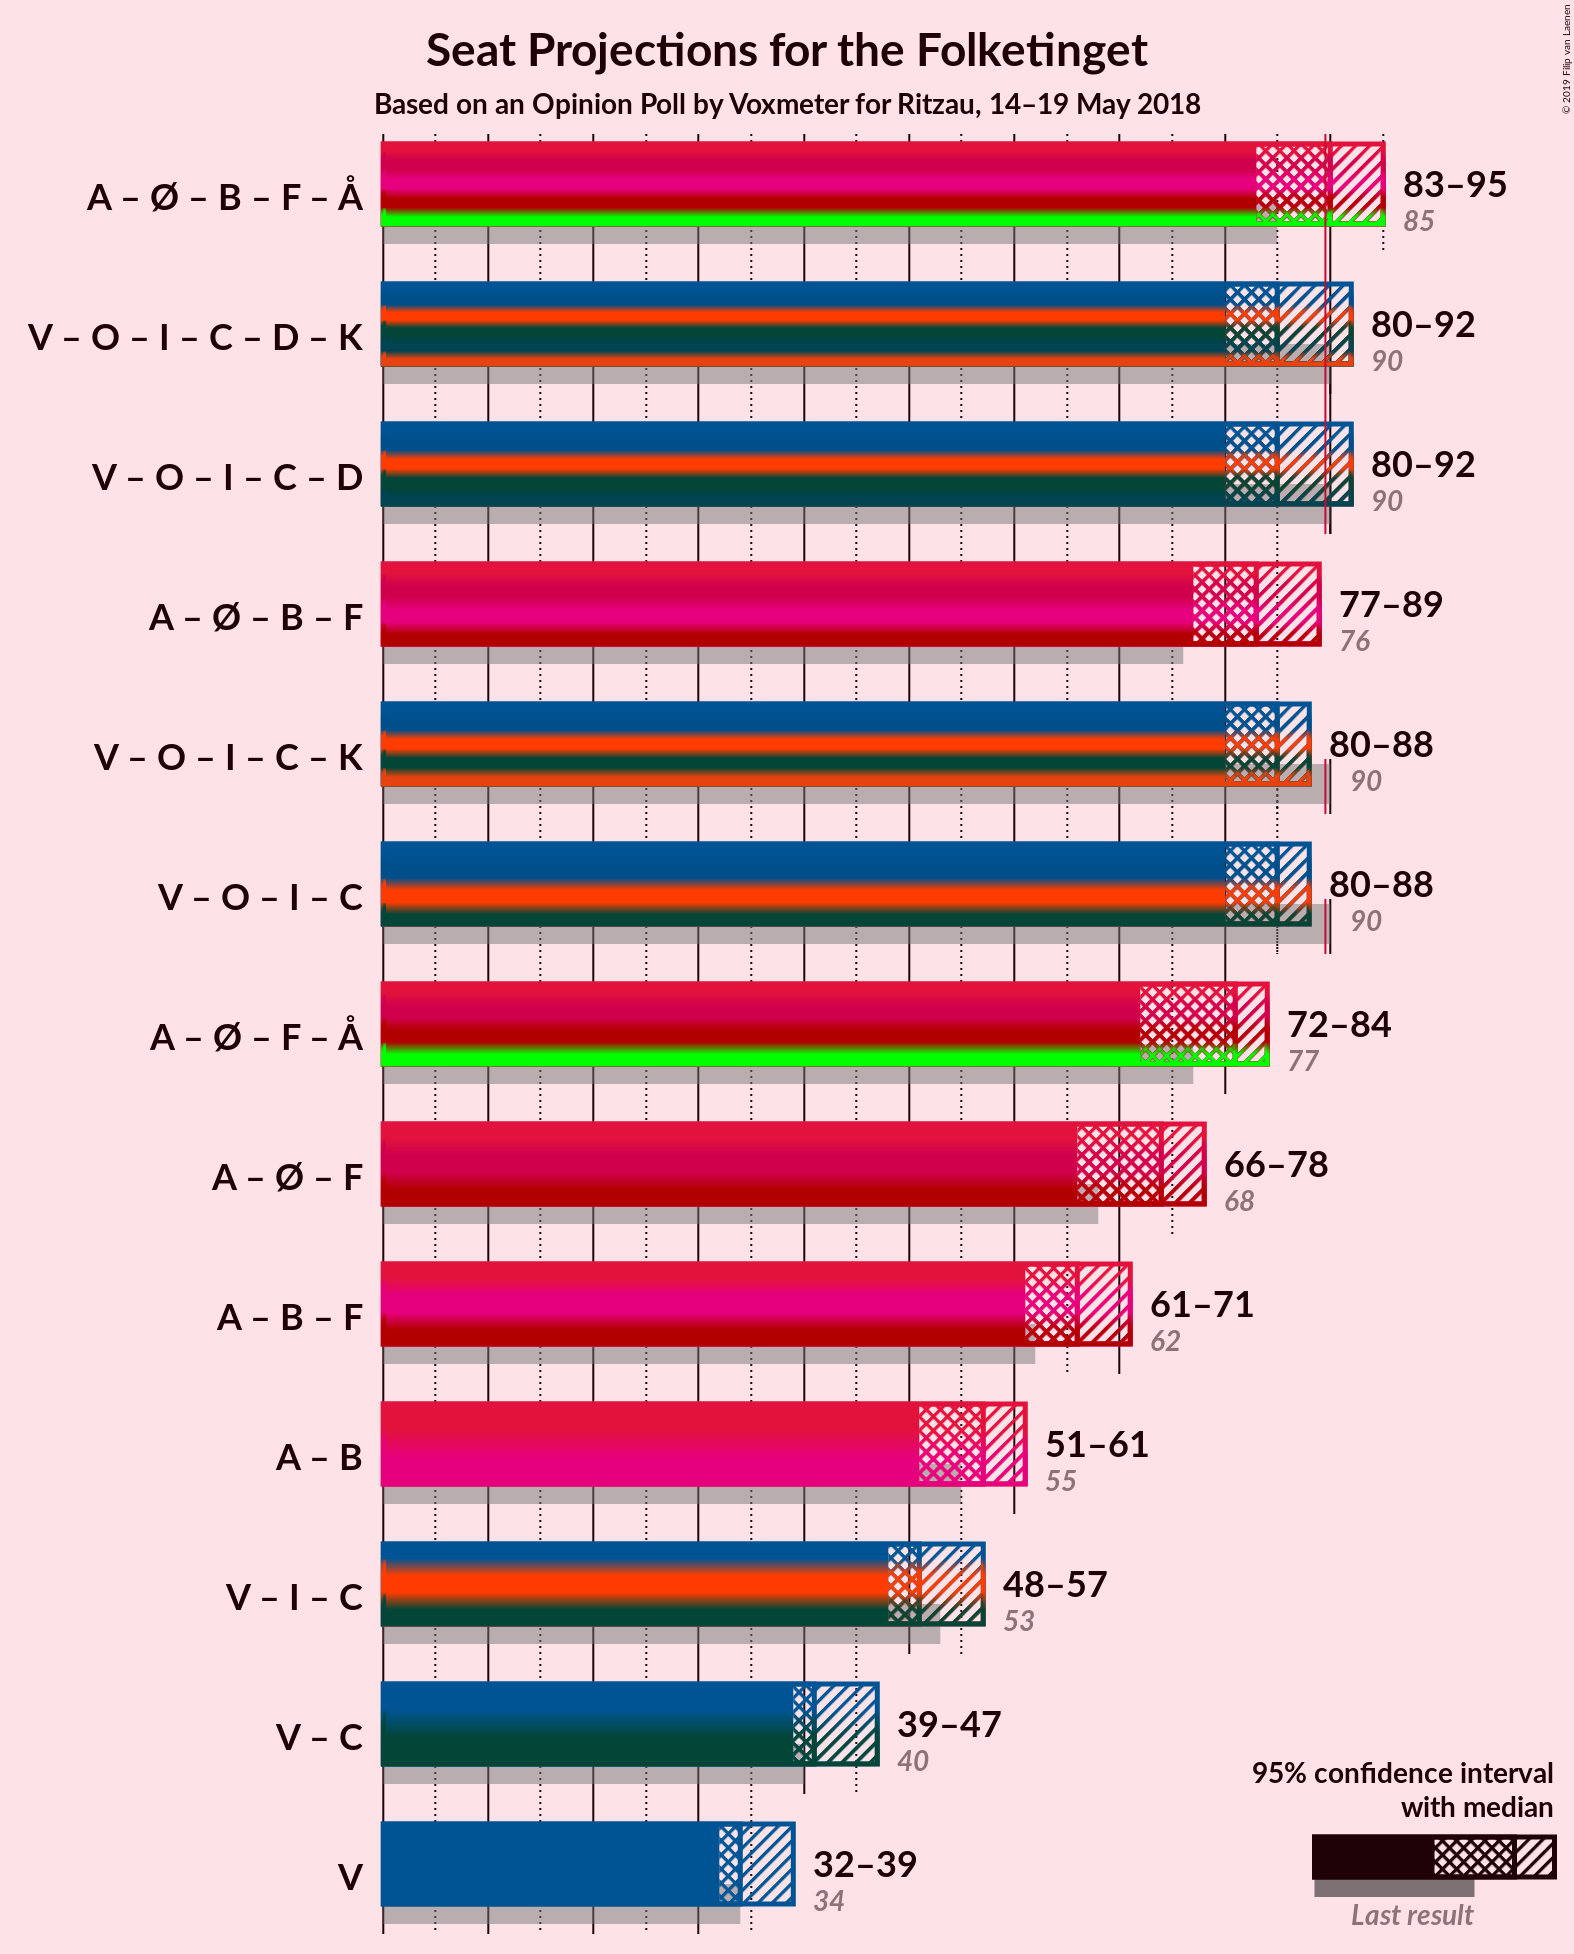 Seat Projections for the Folketinget
Based on an Opinion Poll by Voxmeter for Ritzau, 14–19 May 2018
© 2019 Filip van Laenen
A – Ø – B – F – Å
83–95
85
V – O – I – C – D – K
80–92
90
V – O – I – C – D
80–92
90
A – Ø – B – F
77–89
76
V – O – I – C – K
80–88
90
V – O – I – C
80–88
90
A – Ø – F – Å
72–84
77
A – Ø – F
66–78
68
A – B – F
61–71
62
A – B
51–61
55
V – I – C
48–57
53
V – C
39–47
40
V
32–39
34
95% confidence interval
with median
Last result